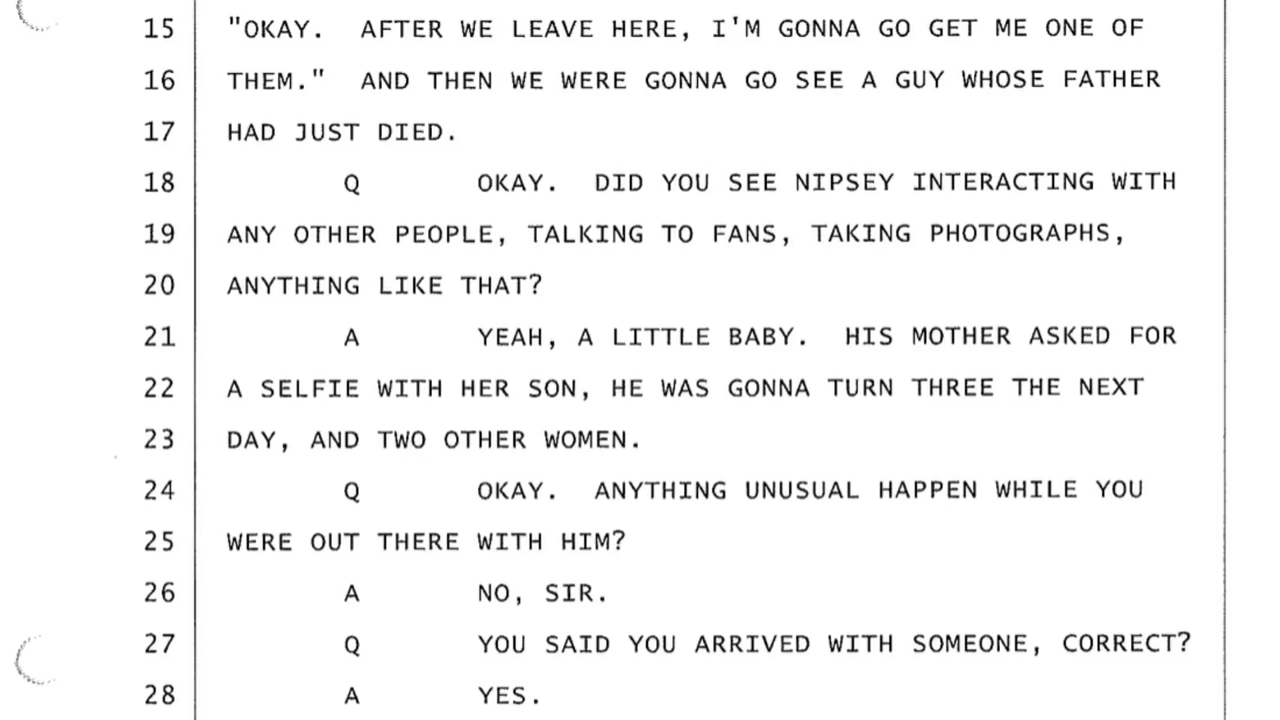 15 "OKAY. AFTER WE LEAVE HERE, I'M GONNA GO GET ME ONE OF
16 THEM." AND THEN WE WERE GONNA GO SEE A GUY WHOSE FATHER
17 HAD JUST DIED.
18 Q OKAY. DID YOU SEE NIPSEY INTERACTING WITH
19 ANY OTHER PEOPLE, TALKING TO FANS, TAKING PHOTOGRAPHS,
20 ANYTHING LIKE THAT?
21 A YEAH, A LITTLE BABY. HIS MOTHER ASKED FOR
22 A SELFIE WITH HER SON, HE WAS GONNA TURN THREE THE NEXT
23 DAY, AND TWO OTHER WOMEN.
24 Q OKAY. ANYTHING UNUSUAL HAPPEN WHILE YOU
25 WERE OUT THERE WITH HIM?
26 A NO, SIR.
27 Q YOU SAID YOU ARRIVED WITH SOMEONE, CORRECT?
28 A YES.